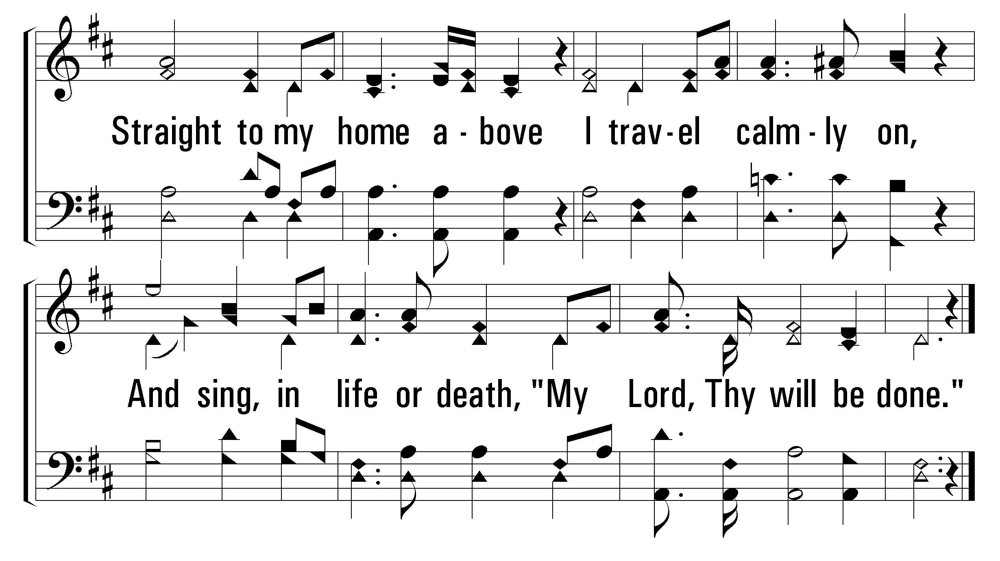 Straight to my home a - bove I trav - el calm - ly on,
And sing, in life or death, "My Lord, Thy will be done."